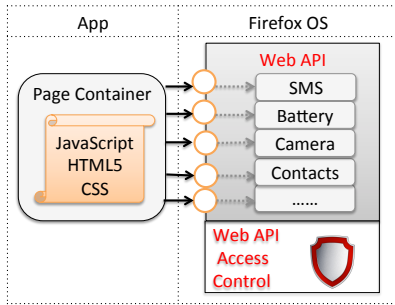 App
Firefox OS
Web API
Page Container
JavaScript
HTML5
CSS
SMS
Battery
Camera
Contacts
......
Web API
Access
Control